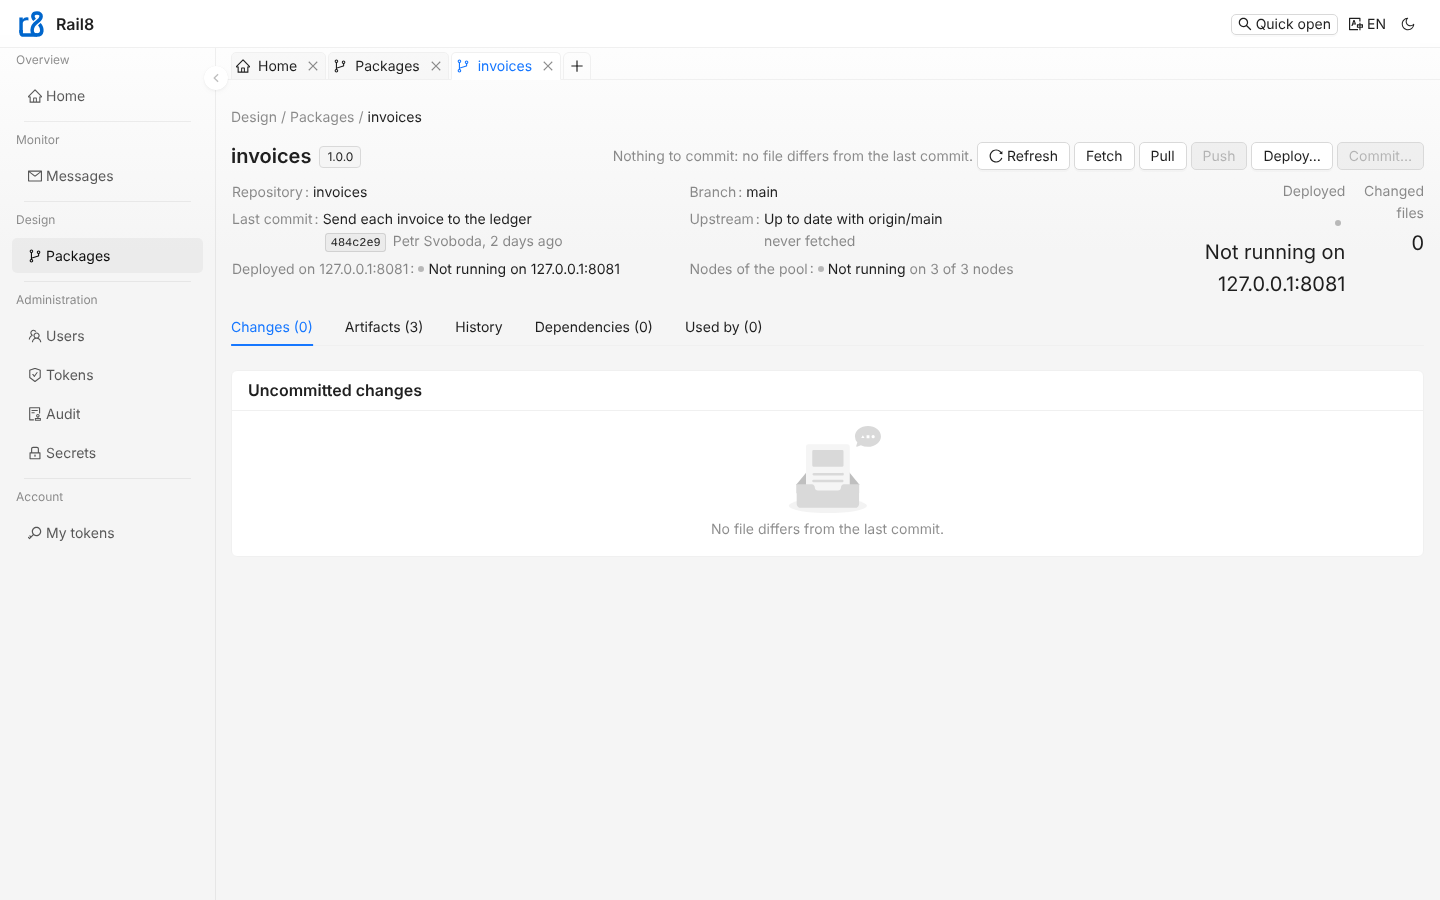 Rail8
Quick open
EN
Overview
Home
Monitor
Messages
Design
Packages
Administration
Users
Tokens
Audit
Secrets
Account
My tokens
Home
Packages
invoices
Design / Packages / invoices
invoices 1.0.0
Nothing to commit: no file differs from the last commit.
Refresh
Fetch
Pull
Push
Deploy...
Commit...
Repository: invoices
Branch: main
Last commit: Send each invoice to the ledger
484c2e9 Petr Svoboda, 2 days ago
Upstream: Up to date with origin/main
never fetched
Deployed on 127.0.0.1:8081: Not running on 127.0.0.1:8081
Nodes of the pool: Not running on 3 of 3 nodes
Deployed
Not running on
127.0.0.1:8081
Changed
files
0
Changes (0)
Artifacts (3)
History
Dependencies (0)
Used by (0)
Uncommitted changes
No file differs from the last commit.